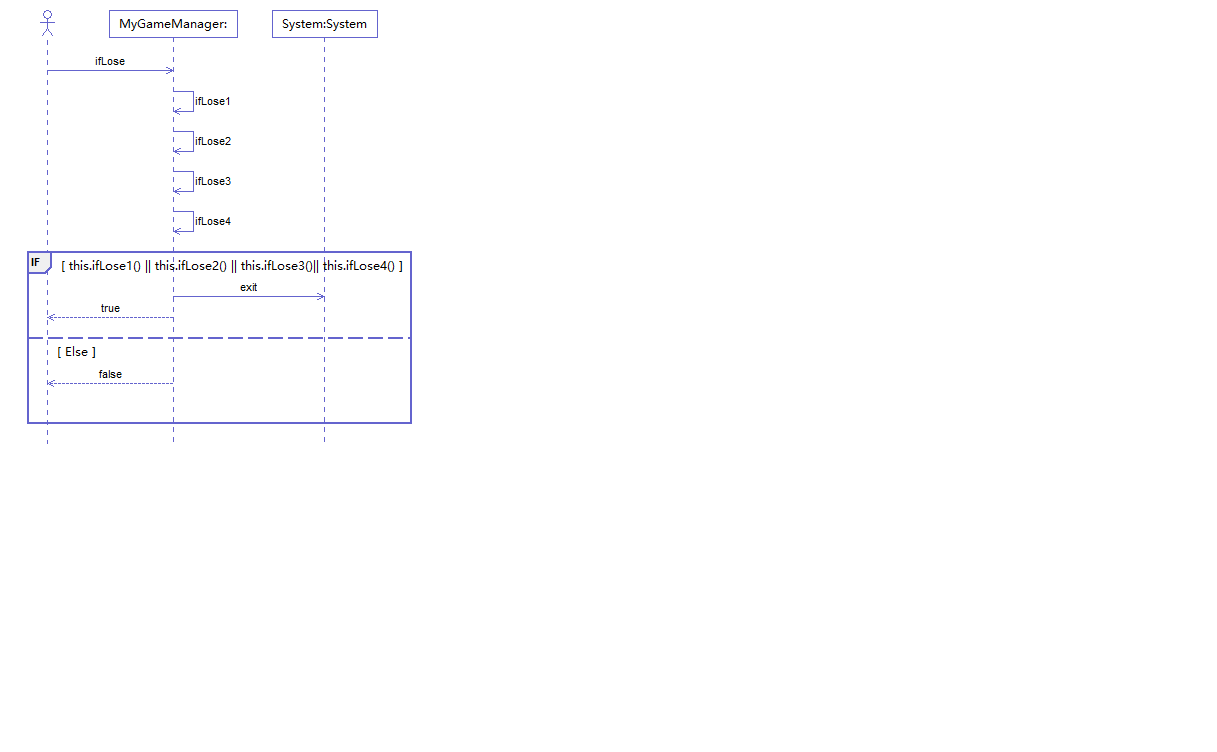 MyGameManager:
System:System
ifLose
ifLose1
ifLose2
ifLose3
ifLose4
IF
[ this.ifLose1() || this.ifLose2() || this.ifLose3()|| this.ifLose4() ]
exit
true
[ Else ]
false